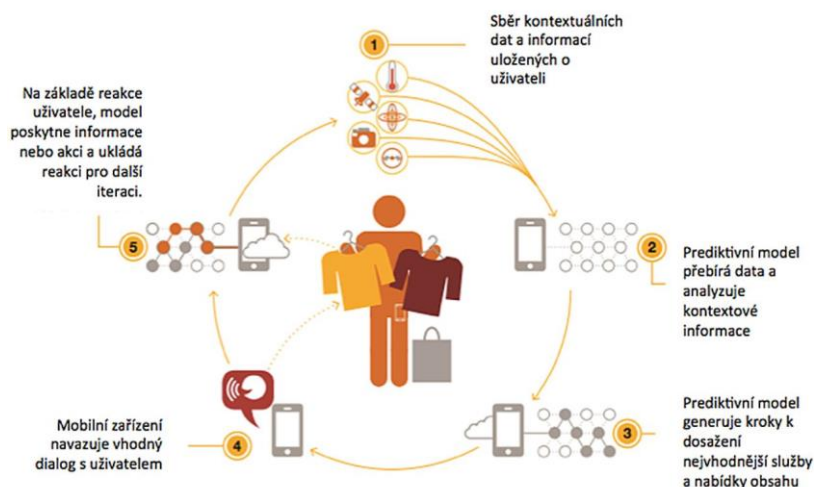 1
Sběr kontextuálních
dat a informací
uložených o
uživateli
2
Prediktivní model
přebírá data a
analyzuje
kontextové
informace
3
Prediktivní model
generuje kroky k
dosažení
nejvhodnější služby
a nabídky obsahu
4
Mobilní zařízení
navazuje vhodný
dialog s uživatelem
5
Na základě reakce
uživatele, model
poskytne informace
nebo akci a ukládá
reakci pro další
iteraci.